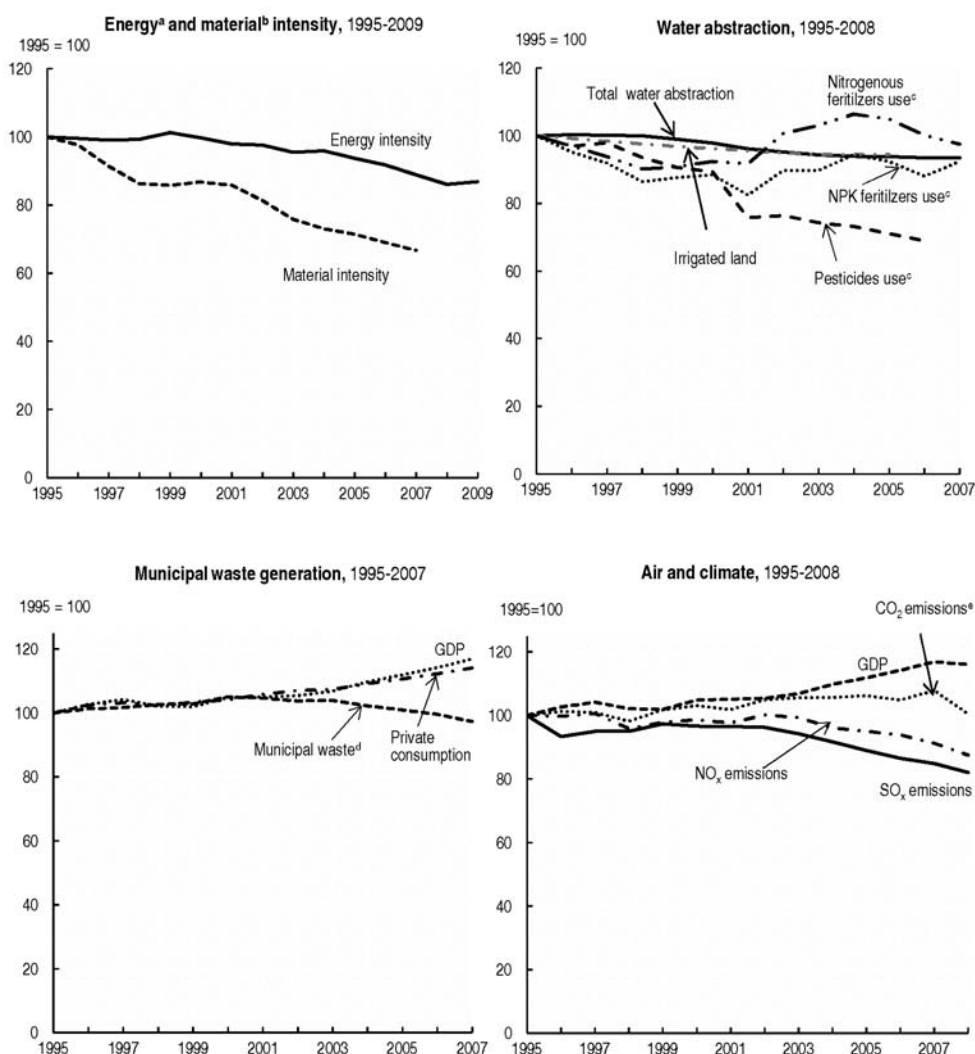 Energyᵃ and materialᵇ intensity, 1995-2009
1995 = 100
120
100
80
60
40
20
0
Energy intensity
Material intensity
1995 1997 1999 2001 2003 2005 2007 2009
Water abstraction, 1995-2008
1995 = 100
120
100
80
60
40
20
0
Total water abstraction
Nitrogenous
feritilzers useᶜ
NPK feritilzers useᶜ
Irrigated land
Pesticides useᶜ
1995 1997 1999 2001 2003 2005 2007
Municipal waste generation, 1995-2007
1995 = 100
120
100
80
60
40
20
0
GDP
Municipal wasteᵈ
Private
consumption
1995 1997 1999 2001 2003 2005 2007
Air and climate, 1995-2008
1995=100
120
100
80
60
40
20
0
CO₂ emissionsᵉ
GDP
NOₓ emissions
SOₓ emissions
1995 1997 1999 2001 2003 2005 2007